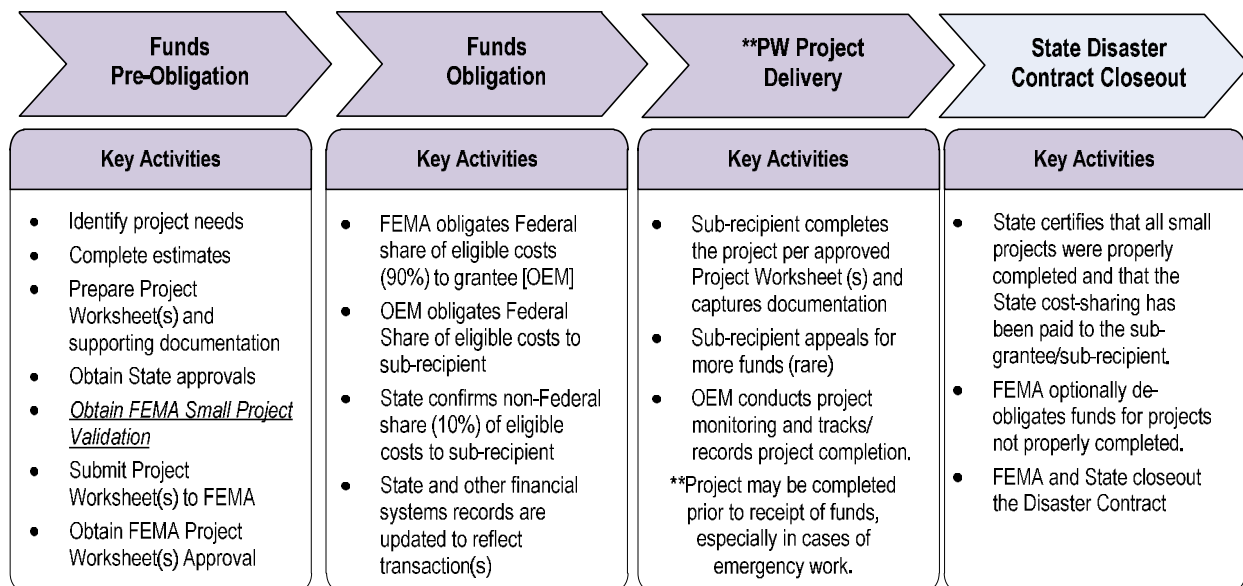 Funds
Pre-Obligation
Funds
Obligation
**PW Project
Delivery
State Disaster
Contract Closeout
Key Activities
• Identify project needs
• Complete estimates
• Prepare Project
Worksheet(s) and
supporting documentation
• Obtain State approvals
• Obtain FEMA Small Project
Validation
• Submit Project
Worksheet(s) to FEMA
• Obtain FEMA Project
Worksheet(s) Approval
Key Activities
• FEMA obligates Federal
share of eligible costs
(90%) to grantee [OEM]
• OEM obligates Federal
Share of eligible costs to
sub-recipient
• State confirms non-Federal
share (10%) of eligible
costs to sub-recipient
• State and other financial
systems records are
updated to reflect
transaction(s)
Key Activities
• Sub-recipient completes
the project per approved
Project Worksheet (s) and
captures documentation
• Sub-recipient appeals for
more funds (rare)
• OEM conducts project
monitoring and tracks/
records project completion.
**Project may be completed
prior to receipt of funds,
especially in cases of
emergency work.
Key Activities
• State certifies that all small
projects were properly
completed and that the
State cost-sharing has
been paid to the sub-
grantee/sub-recipient.
• FEMA optionally de-
obligates funds for projects
not properly completed.
• FEMA and State closeout
the Disaster Contract